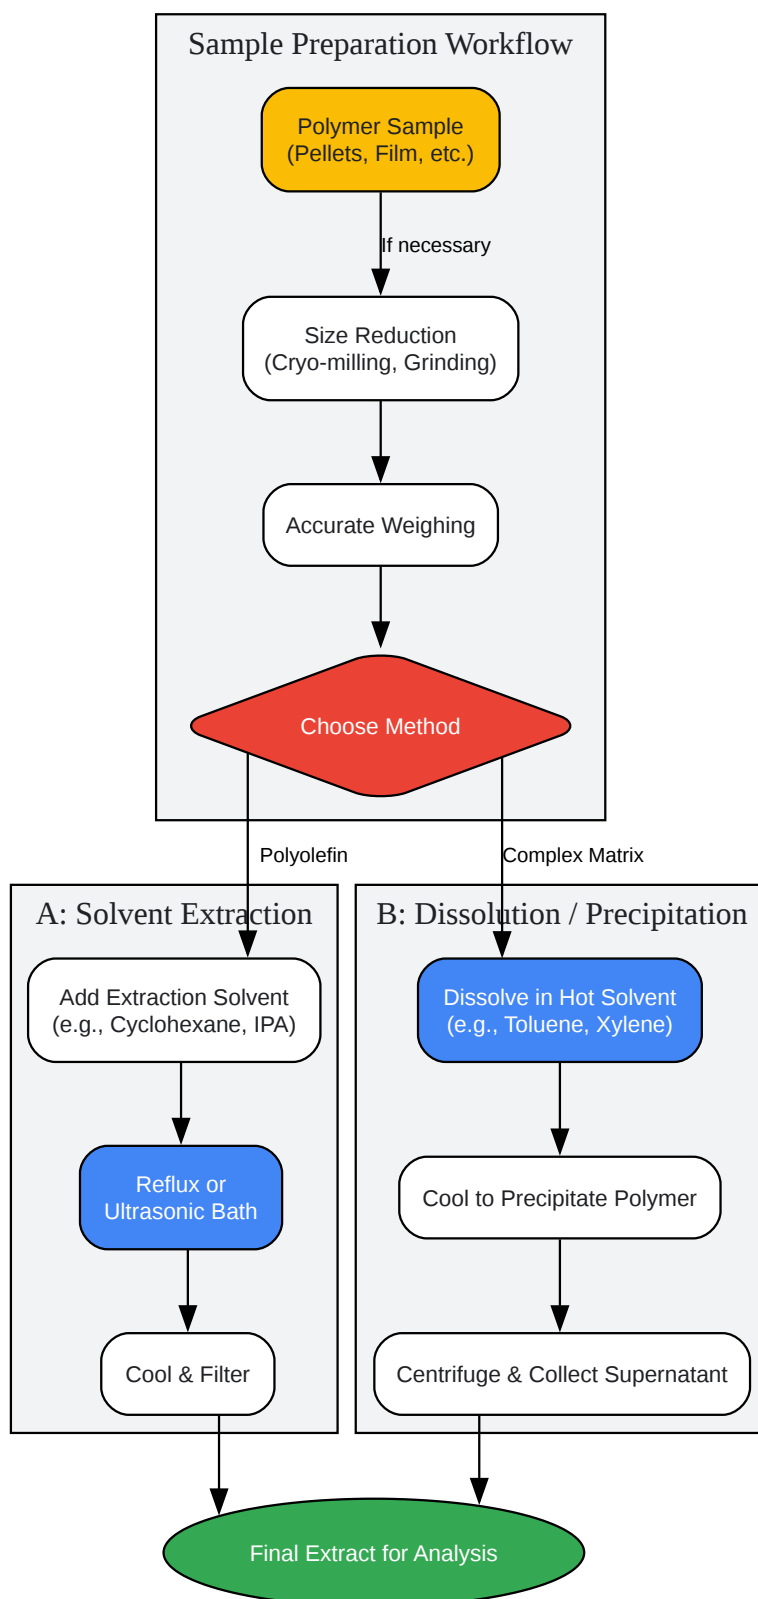 Sample Preparation Workflow
Polymer Sample
(Pellets, Film, etc.)
If necessary
Size Reduction
(Cryo-milling, Grinding)
Accurate Weighing
Choose Method
Polyolefin
Complex Matrix
A: Solvent Extraction
Add Extraction Solvent
(e.g., Cyclohexane, IPA)
Reflux or
Ultrasonic Bath
Cool & Filter
B: Dissolution / Precipitation
Dissolve in Hot Solvent
(e.g., Toluene, Xylene)
Cool to Precipitate Polymer
Centrifuge & Collect Supernatant
Final Extract for Analysis